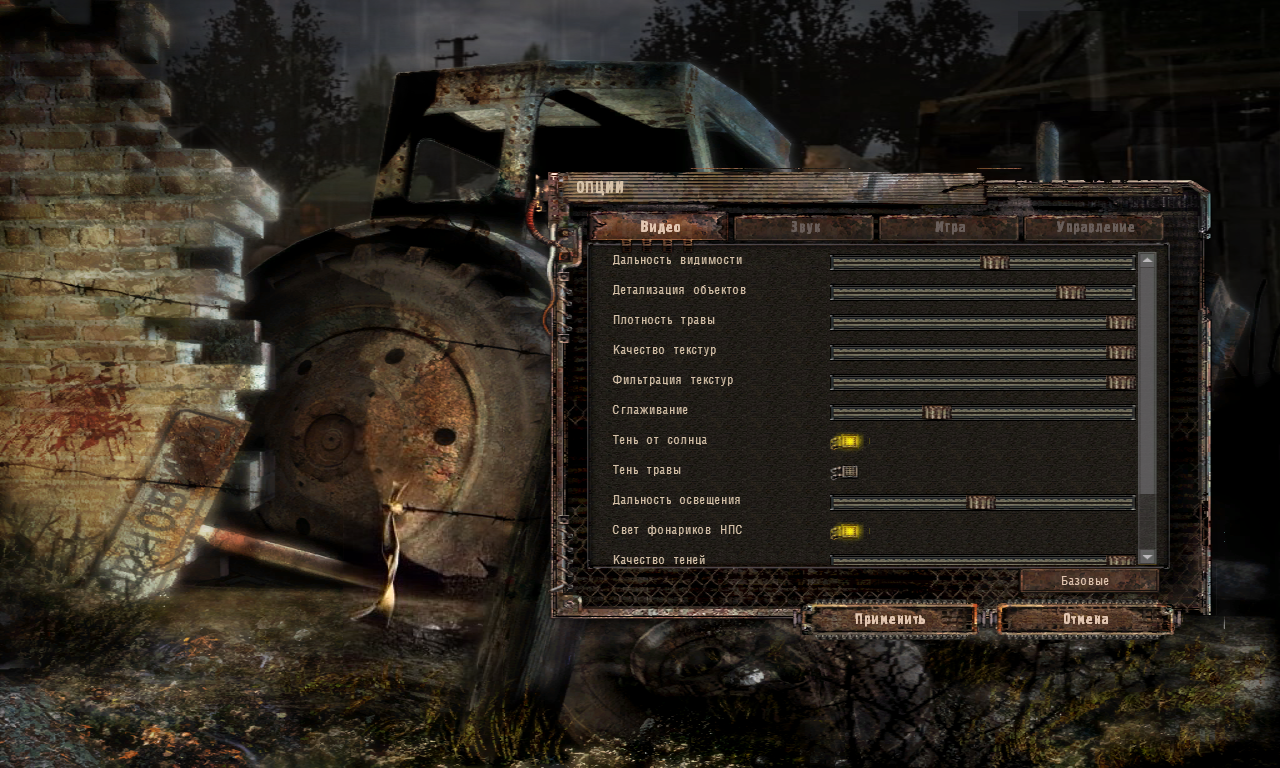 ОПЦИИ
Видео Звук Игра Управление
Дальность видимости
Детализация объектов
Плотность травы
Качество текстур
Фильтрация текстур
Сглаживание
Тень от солнца
Тень травы
Дальность освещения
Свет фонариков НПС
Качество теней
Базовые
Применить Отмена